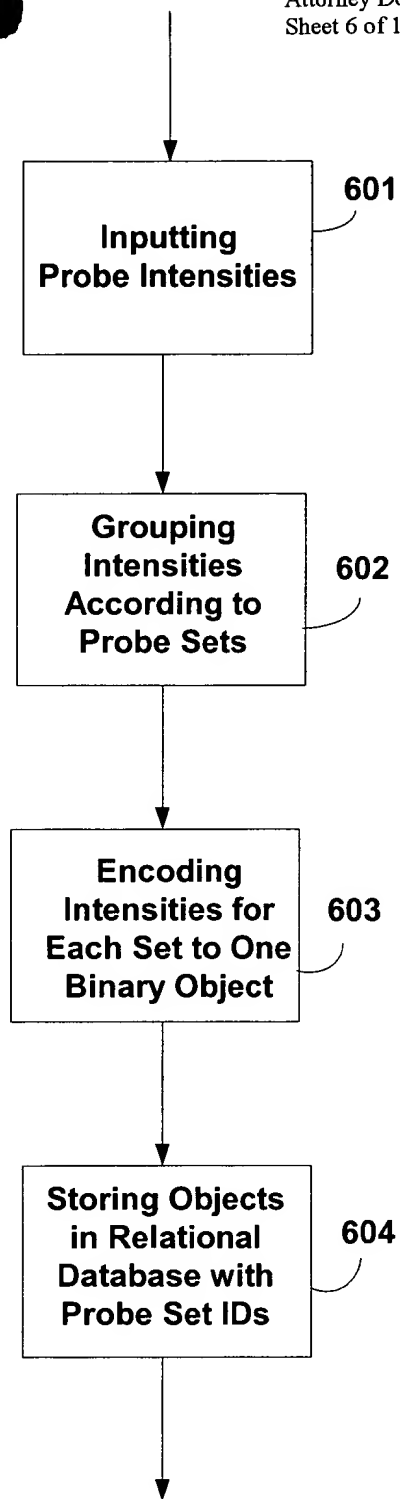 Sheet 6 of 1
601
Inputting
Probe Intensities
Grouping
Intensities
According to
Probe Sets
602
Encoding
Intensities for
Each Set to One
Binary Object
603
Storing Objects
in Relational
Database with
Probe Set IDs
604